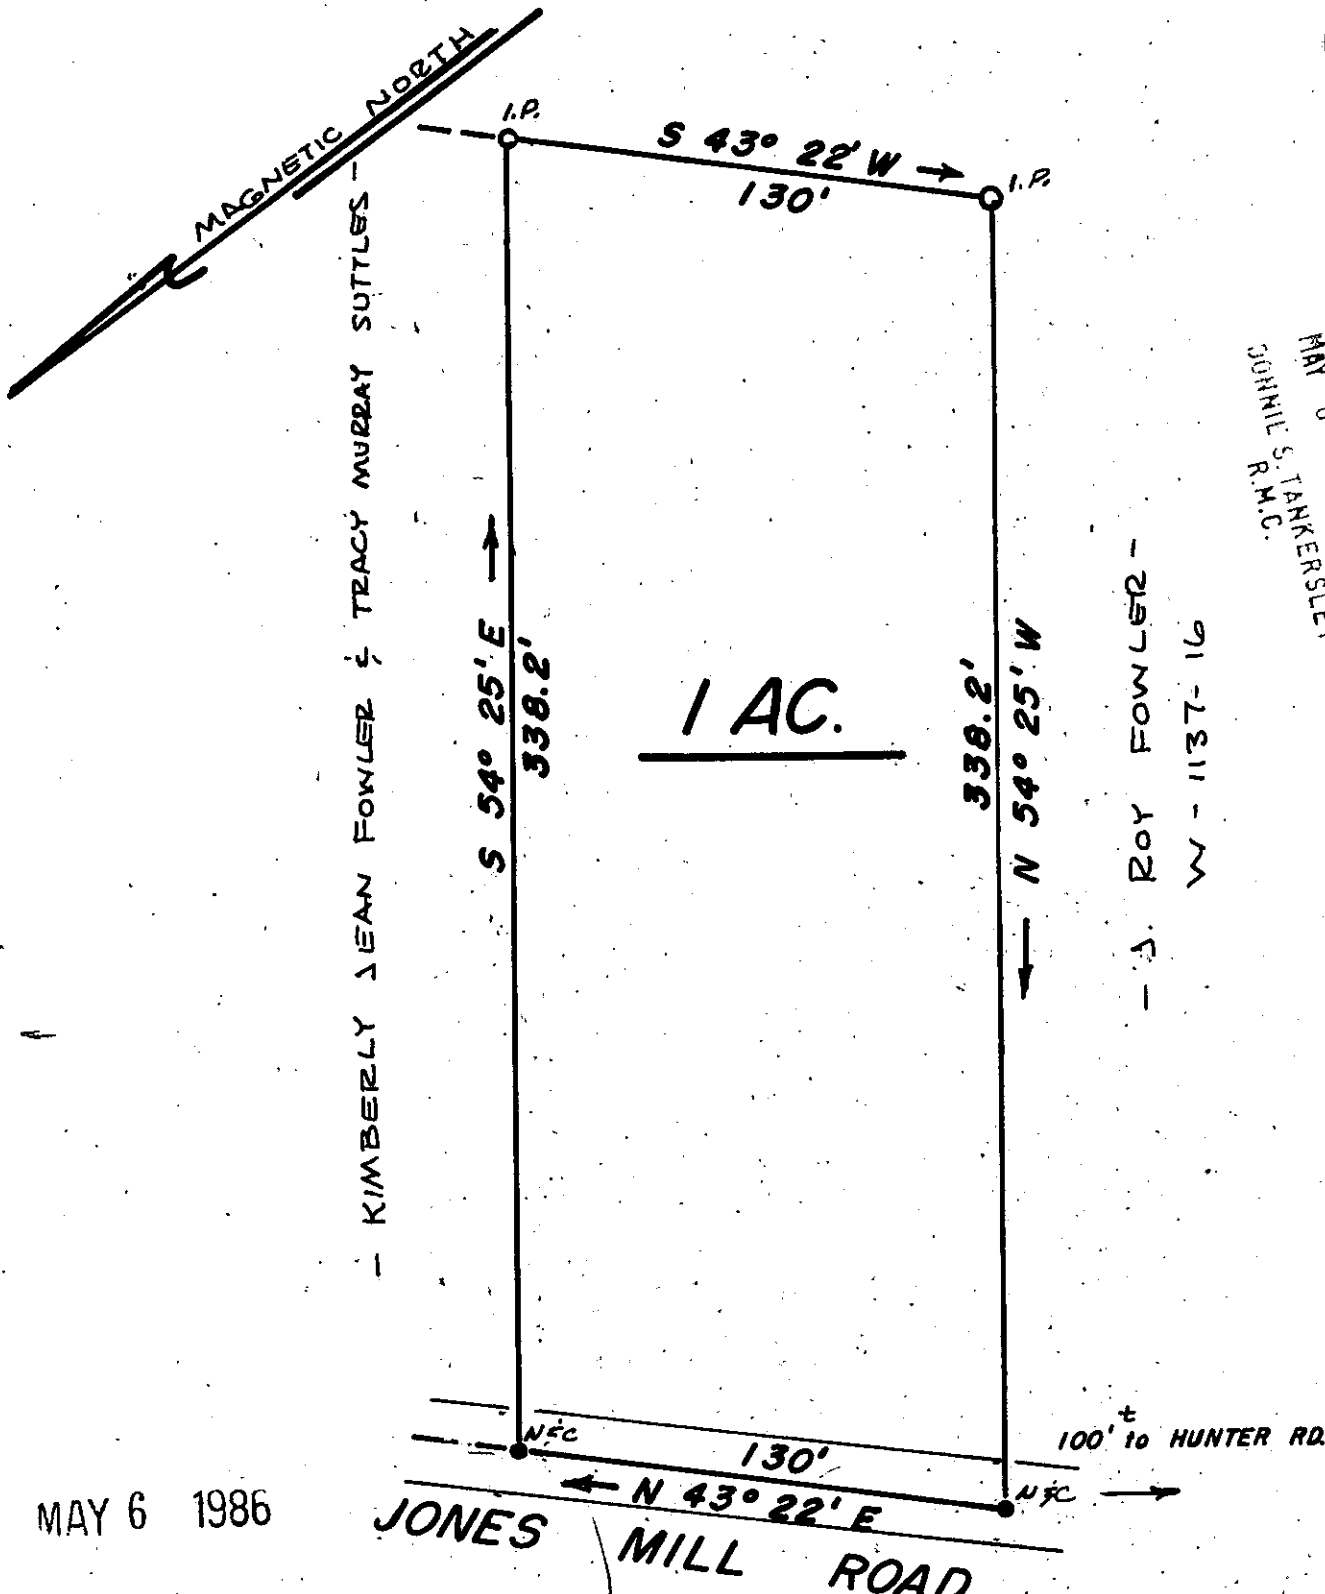 MAGNETIC NORTH
I.P.
S 43° 22' W
130'
I.P.
MAY
DONNIE S. TANKERSLEY
R.M.C.
- KIMBERLY JEAN FOWLER & TRACY MURRAY SUTTLES -
S 54° 25' E
338.2'
1 AC.
338.2'
N 54° 25' W
- J. ROY FOWLER -
W - 1137-16
N&C
130'
N 43° 22' E
N&C
100' ± to HUNTER RD.
JONES MILL ROAD
MAY 6 1986